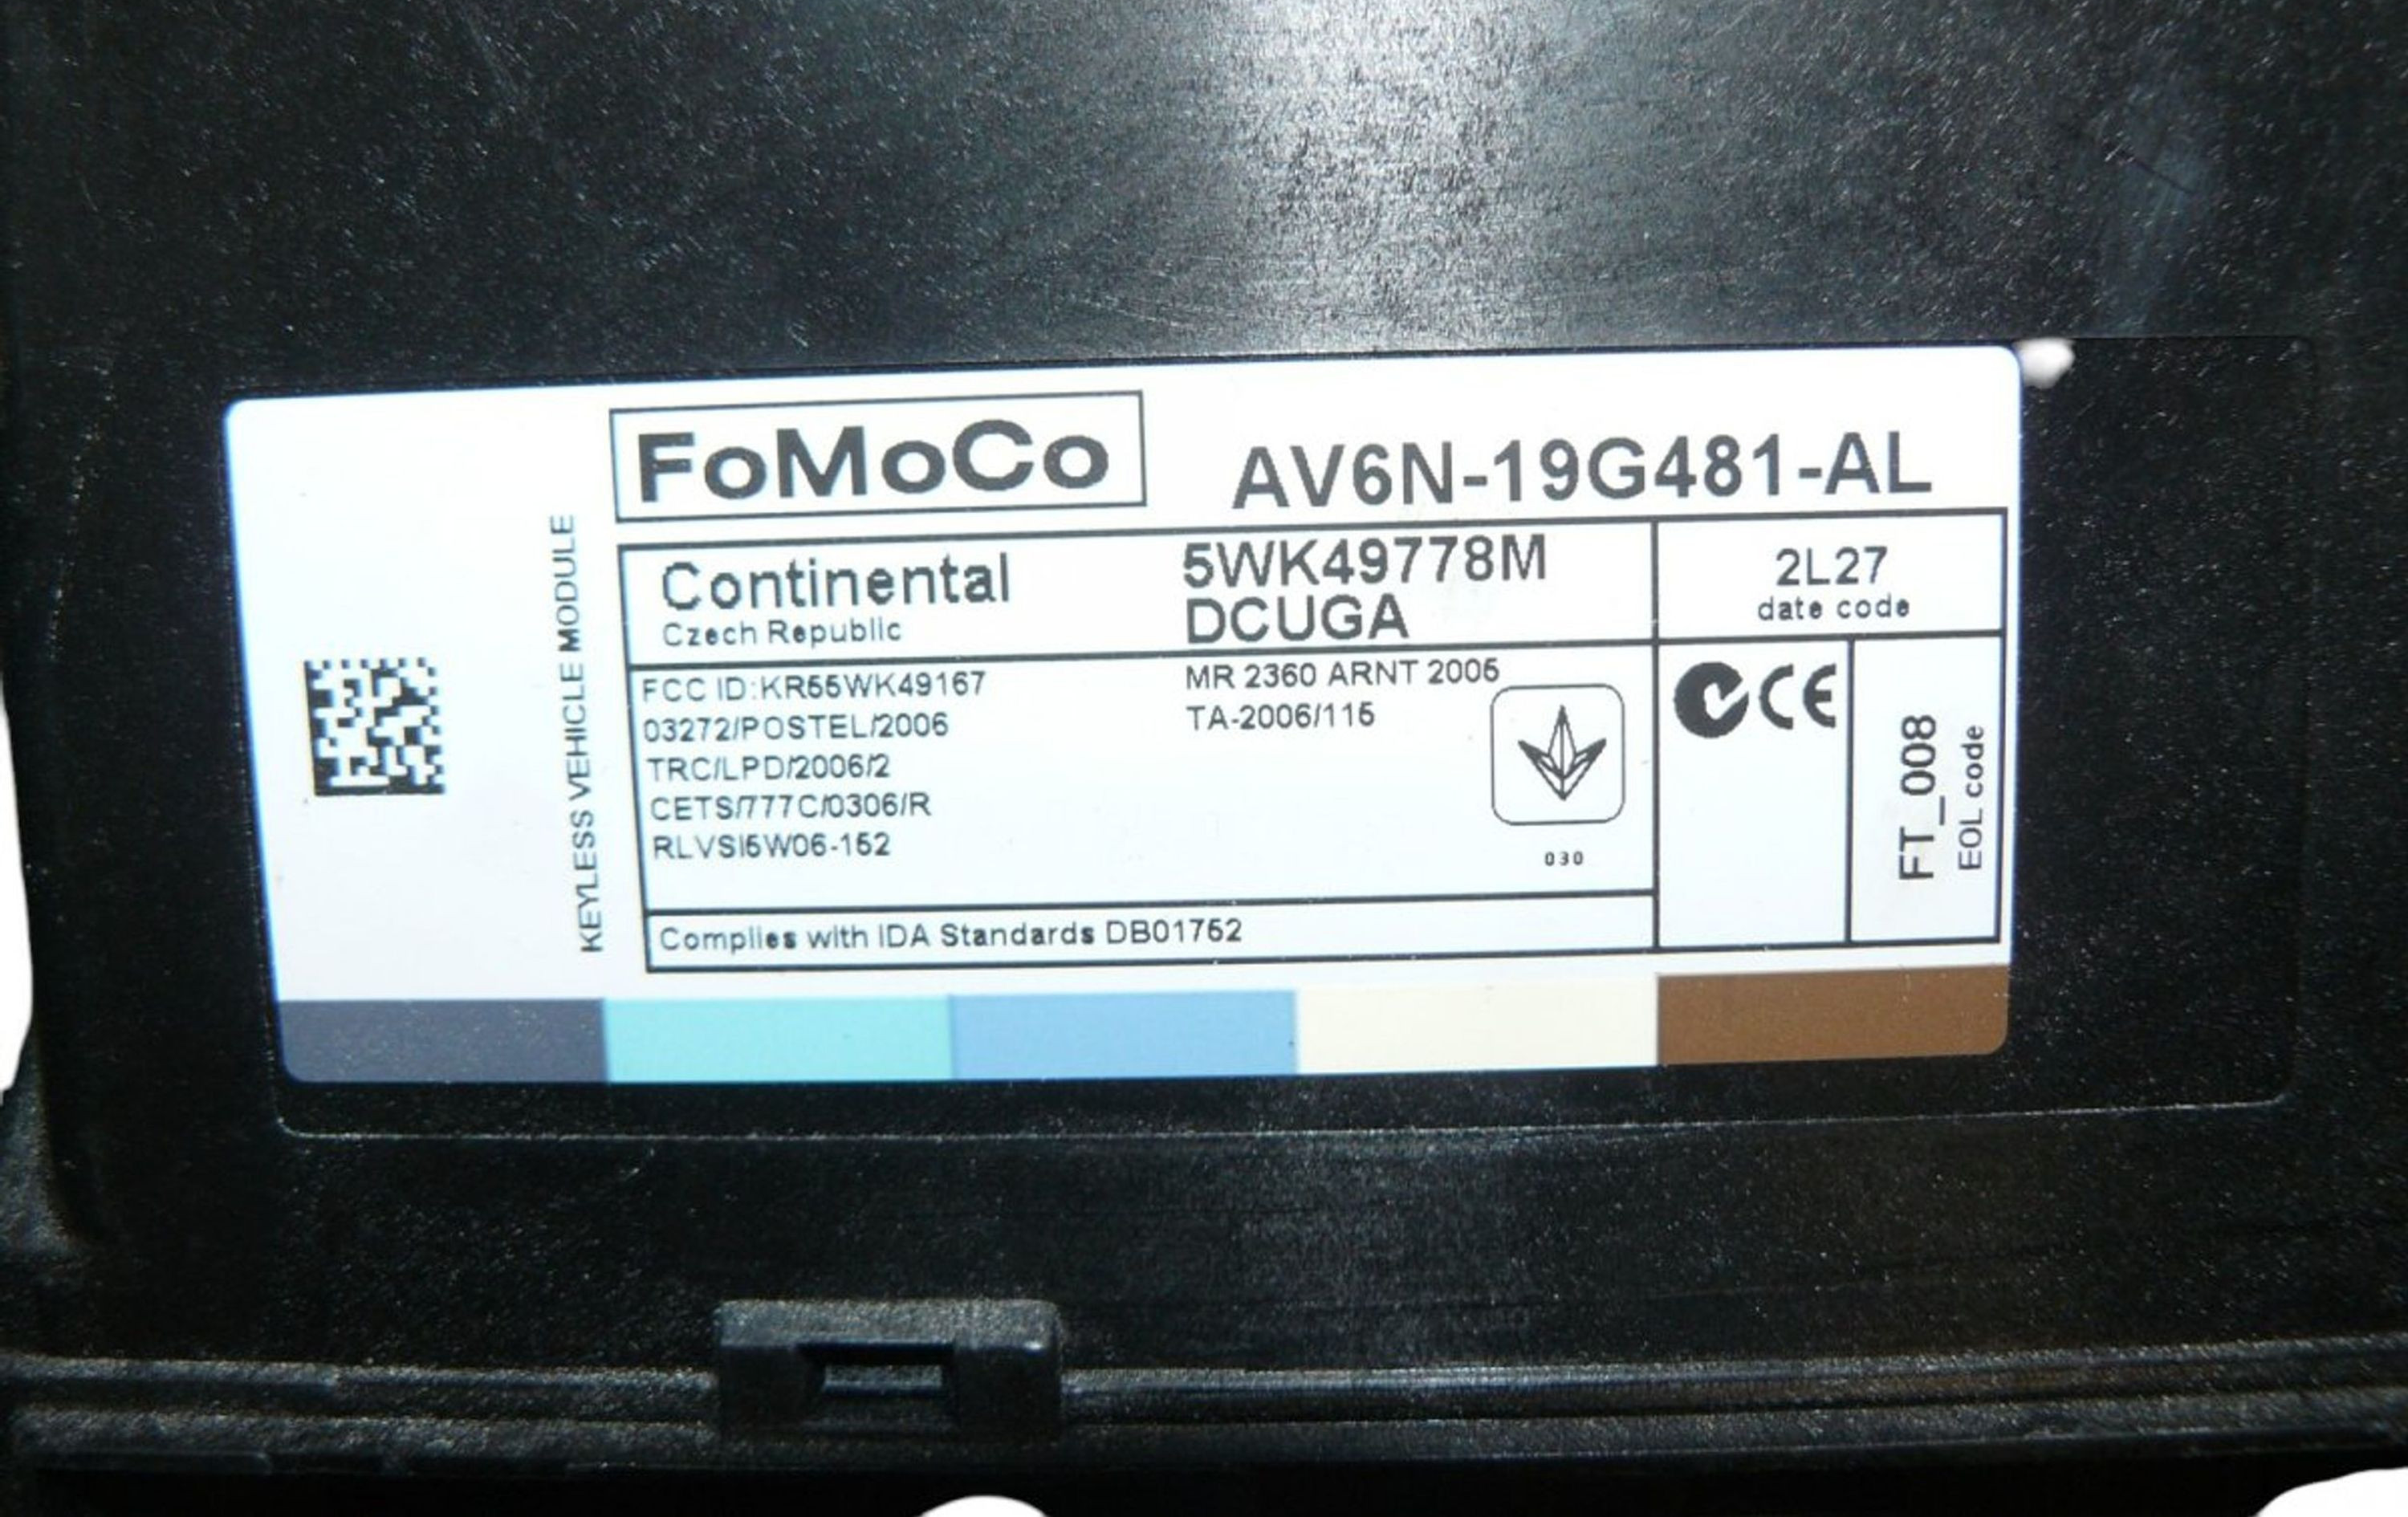 FoMoCo
AV6N-19G481-AL
KEYLESS VEHICLE MODULE
Continental
Czech Republic
5WK49778M
DCUGA
2L27
date code
FCC ID:KR55WK49167
03272/POSTEL/2006
TRC/LPD/2006/2
CETS/777C/0306/R
RLVSI5W06-152
MR 2360 ARNT 2005
TA-2006/115
030
CE
FT_008
EOL code
Complies with IDA Standards DB01752